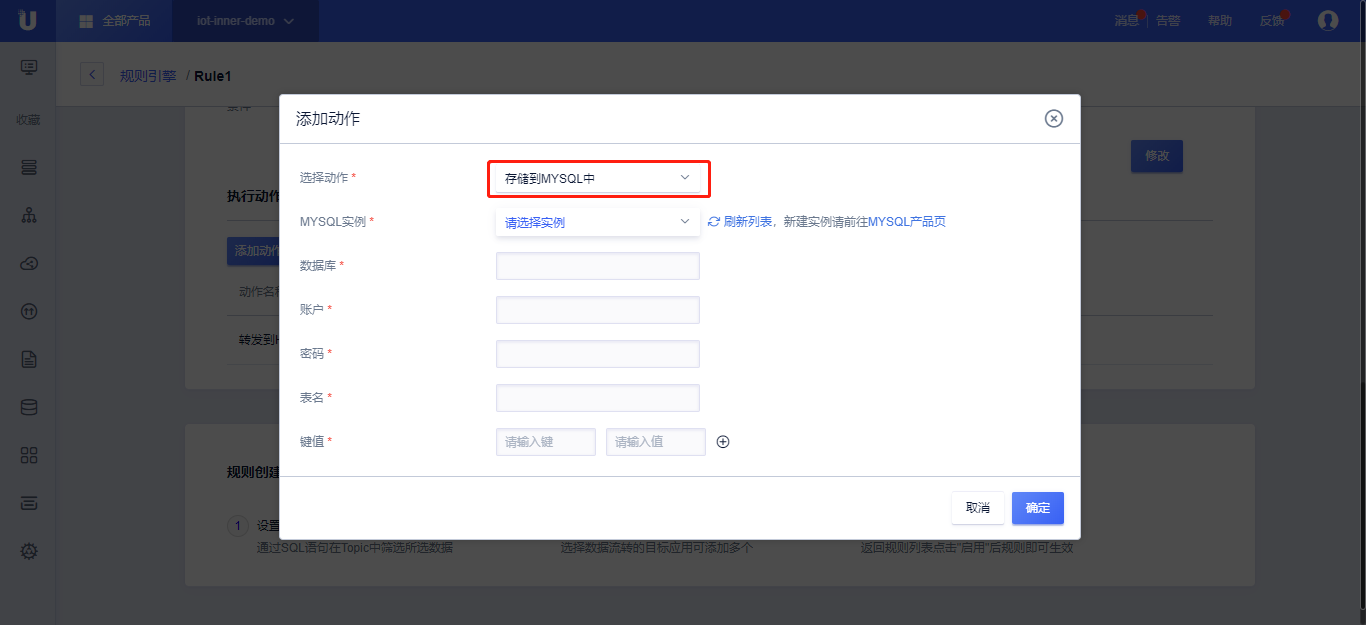 U 全部产品 iot-inner-demo 消息 告警 帮助 反馈
规则引擎 / Rule1
收藏
修改
执行动作
添加动作
转发到
规则创建
添加动作
选择动作 * 存储到MYSQL中
MYSQL实例 * 请选择实例 刷新列表，新建实例请前往MYSQL产品页
数据库 *
账户 *
密码 *
表名 *
键值 * 请输入键 请输入值
取消 确定
1 设置
通过SQL语句在Topic中筛选所选数据 选择数据流转的目标应用可添加多个 返回规则列表点击"启用"后规则即可生效